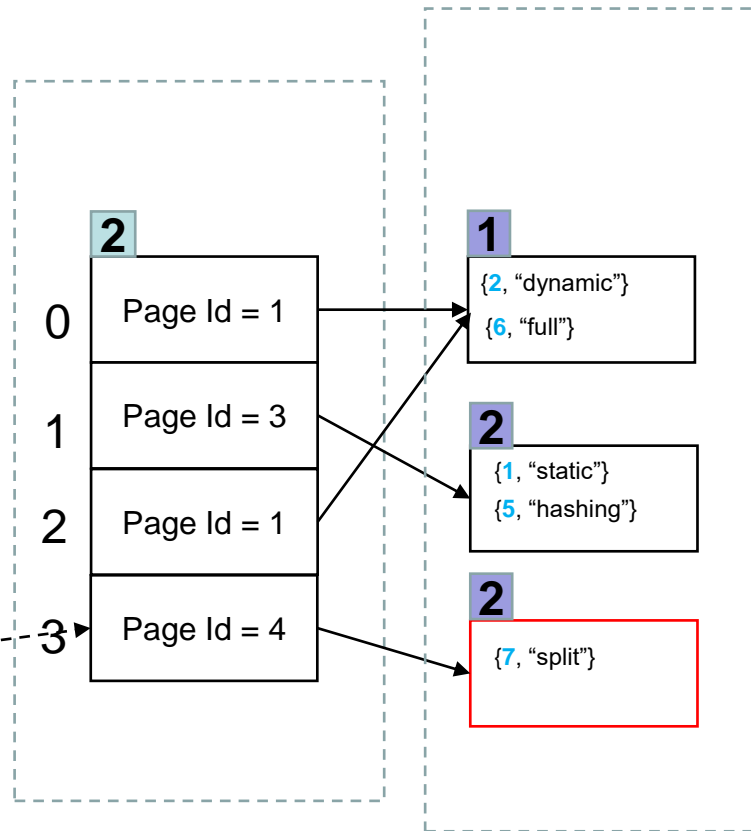 2
0
Page Id = 1
1
Page Id = 3
2
Page Id = 1
3
Page Id = 4
1
{2, “dynamic”}
{6, “full”}
2
{1, “static”}
{5, “hashing”}
2
{7, “split”}